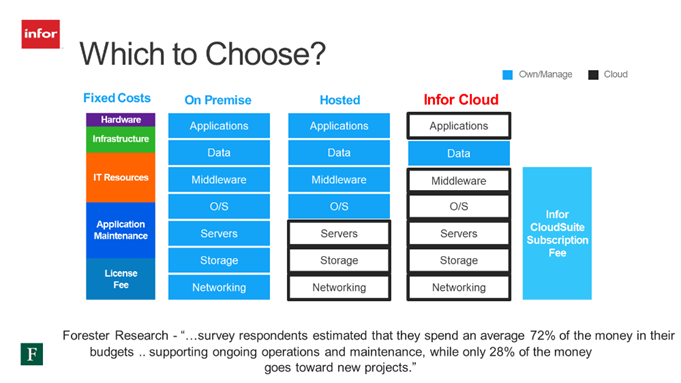 infor
Which to Choose?
Own/Manage
Cloud
Fixed Costs
On Premise
Hosted
Infor Cloud
Hardware
Infrastructure
IT Resources
Application
Maintenance
License
Fee
Applications
Data
Middleware
O/S
Servers
Storage
Networking
Applications
Data
Middleware
O/S
Servers
Storage
Networking
Applications
Data
Middleware
O/S
Servers
Storage
Networking
Infor
CloudSuite
Subscription
Fee
Forester Research - “…survey respondents estimated that they spend an average 72% of the money in their
budgets .. supporting ongoing operations and maintenance, while only 28% of the money
goes toward new projects.”
F